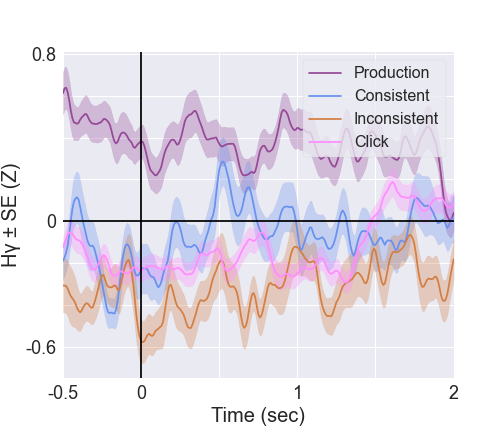 0.8
Production
Consistent
Inconsistent
Click
Hγ ± SE (Z)
0
-0.6
-0.5 0 1 2
Time (sec)